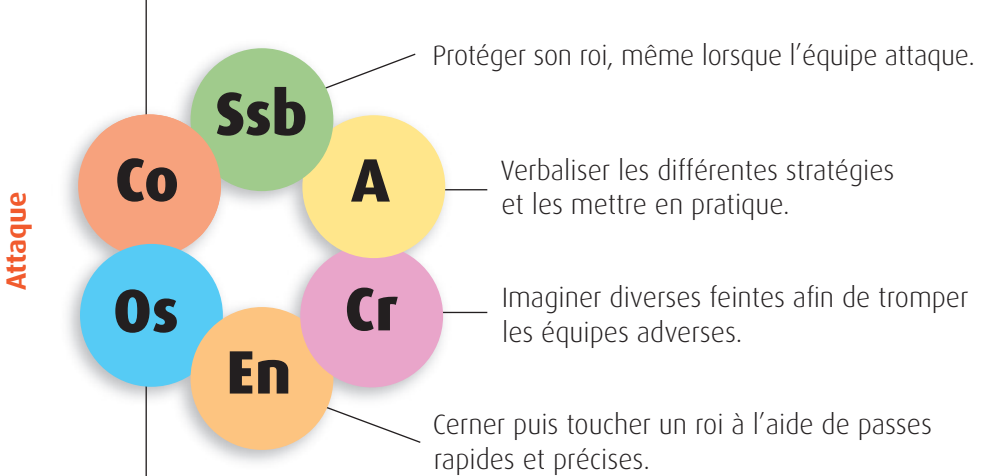 Attaque
Ssb
Protéger son roi, même lorsque l’équipe attaque.
Co
A
Verbaliser les différentes stratégies
et les mettre en pratique.
Os
Cr
Imaginer diverses feintes afin de tromper
les équipes adverses.
En
Cerner puis toucher un roi à l’aide de passes
rapides et précises.